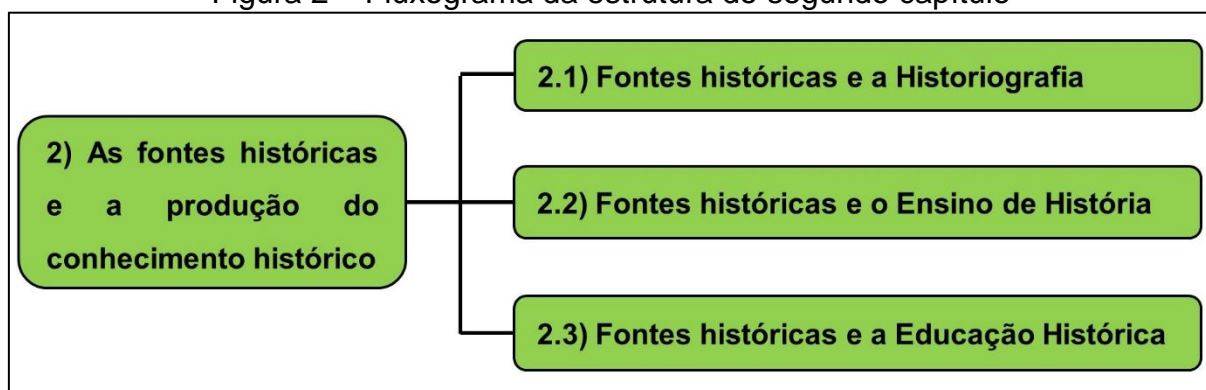 Figura 2 – Fluxograma da estrutura do segundo capítulo
2.1) Fontes históricas e a Historiografia
2) As fontes históricas
e a produção do
conhecimento histórico
2.2) Fontes históricas e o Ensino de História
2.3) Fontes históricas e a Educação Histórica